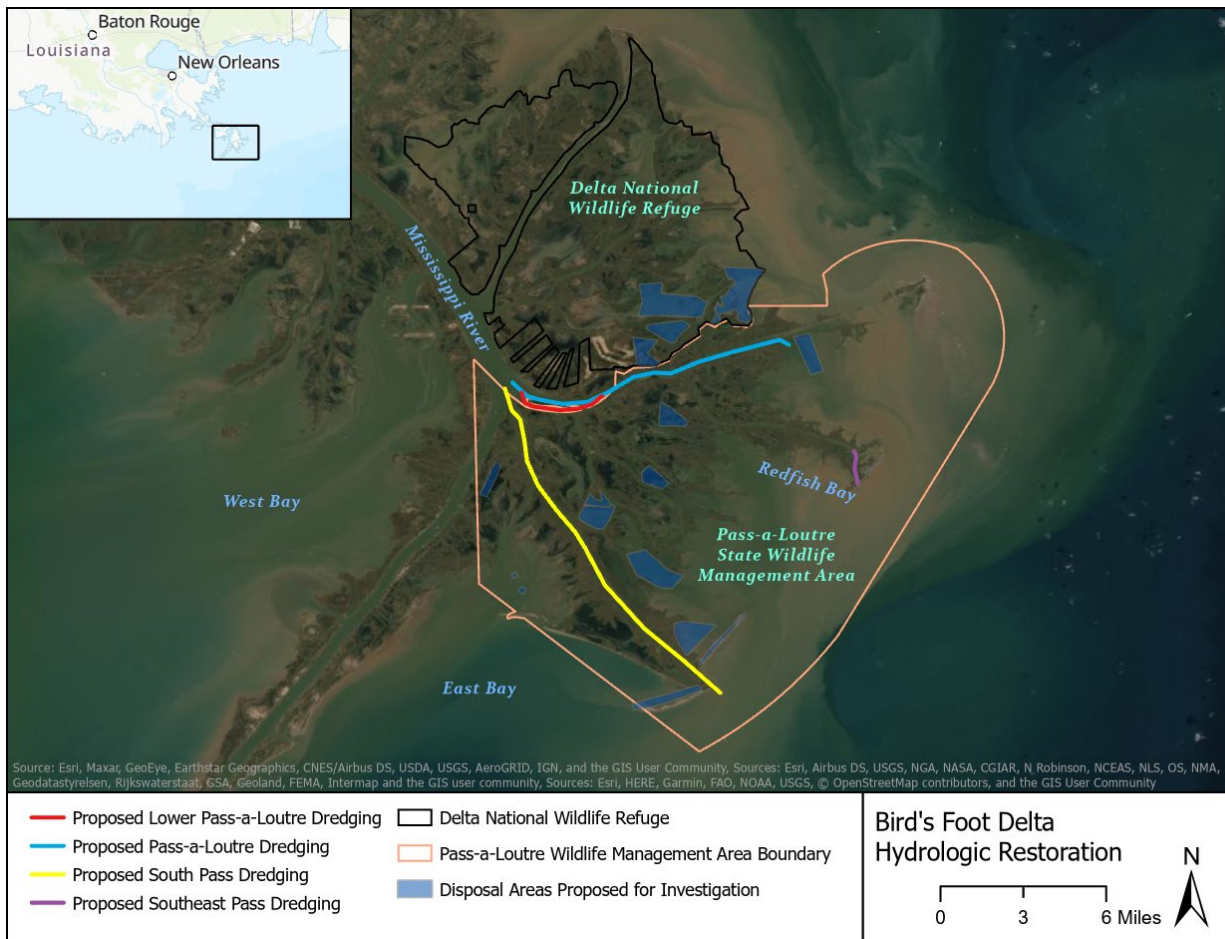 Baton Rouge
Louisiana
New Orleans
Delta National
Wildlife Refuge
Mississippi River
West Bay
Redfish Bay
Pass-a-Loutre
State Wildlife
Management Area
East Bay
Source: Esri, Maxar, GeoEye, Earthstar Geographics, CNES/Airbus DS, USDA, USGS, AeroGRID, IGN, and the GIS User Community, Sources: Esri, Airbus DS, USGS, NGA, NASA, CGIAR, N Robinson, NCEAS, NLS, OS, NMA,
Geodatastyrelsen, Rijkswaterstaat, GSA, Geoland, FEMA, Intermap and the GIS user community, Sources: Esri, HERE, Garmin, FAO, NOAA, USGS, © OpenStreetMap contributors, and the GIS User Community
Proposed Lower Pass-a-Loutre Dredging
Proposed Pass-a-Loutre Dredging
Proposed South Pass Dredging
Proposed Southeast Pass Dredging
Delta National Wildlife Refuge
Pass-a-Loutre Wildlife Management Area Boundary
Disposal Areas Proposed for Investigation
Bird's Foot Delta
Hydrologic Restoration
N
0 3 6 Miles